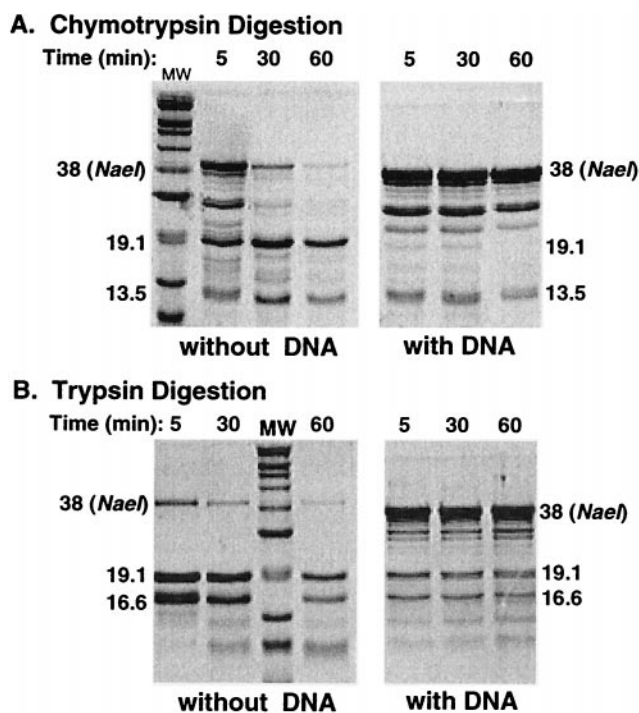 A. Chymotrypsin Digestion
Time (min): 5 30 60 5 30 60
MW
38 (NaeI) 38 (NaeI)
19.1 19.1
13.5 13.5
without DNA with DNA
B. Trypsin Digestion
Time (min): 5 30 MW 60 5 30 60
38 (NaeI) 38 (NaeI)
19.1 19.1
16.6 16.6
without DNA with DNA